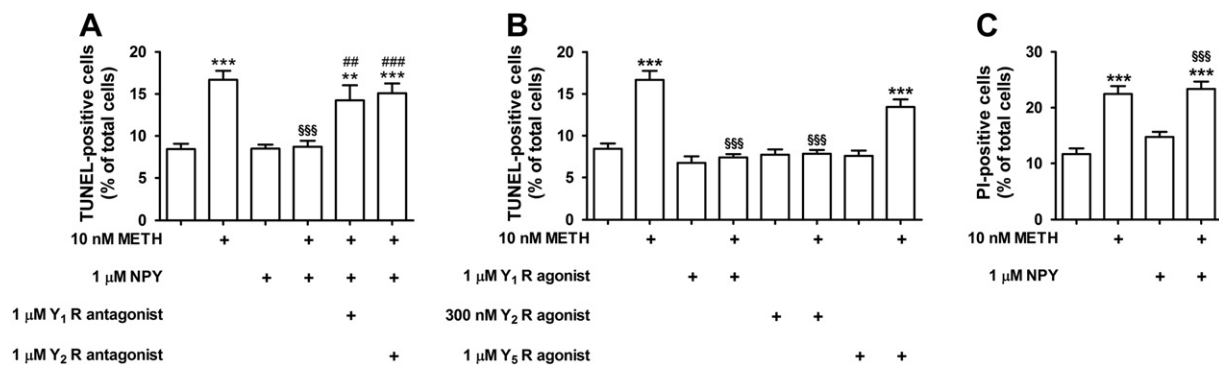 A
TUNEL-positive cells
(% of total cells)
20
15
10
5
0
***
§§§
##
**
###
***
10 nM METH + + + +
1 μM NPY + + + +
1 μM Y1 R antagonist +
1 μM Y2 R antagonist +
B
TUNEL-positive cells
(% of total cells)
20
15
10
5
0
***
§§§
§§§
***
10 nM METH + + + +
1 μM Y1 R agonist + +
300 nM Y2 R agonist + +
1 μM Y5 R agonist + +
C
PI-positive cells
(% of total cells)
30
20
10
0
***
§§§
***
10 nM METH + +
1 μM NPY + +